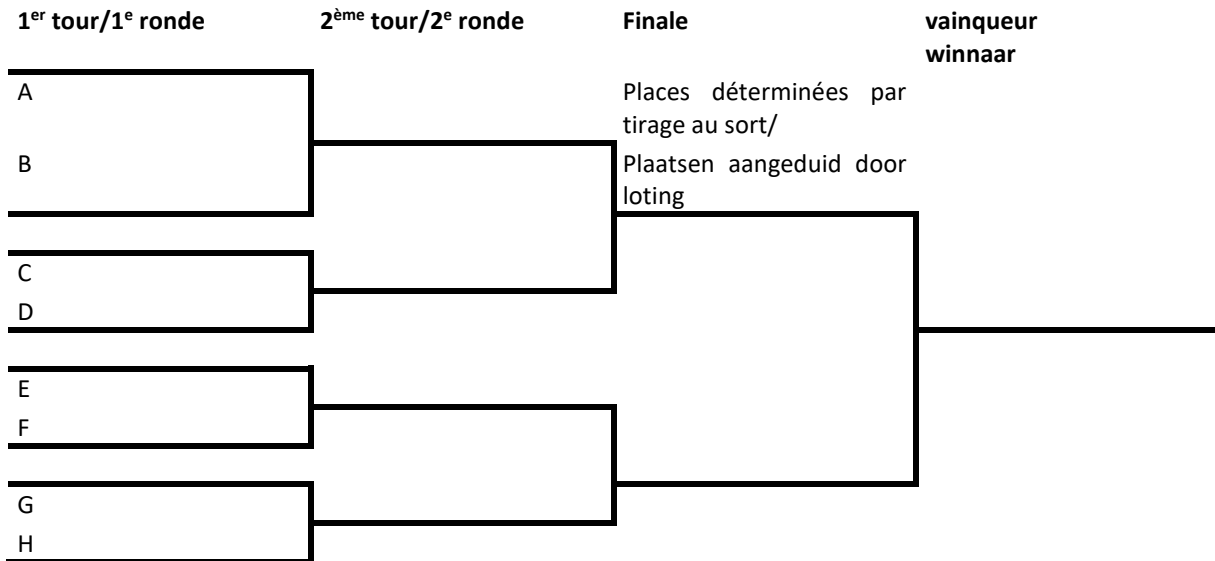 1er tour/1e ronde 2ème tour/2e ronde Finale vainqueur
winnaar
A Places déterminées par
tirage au sort/
B Plaatsen aangeduid door
loting
C
D
E
F
G
H